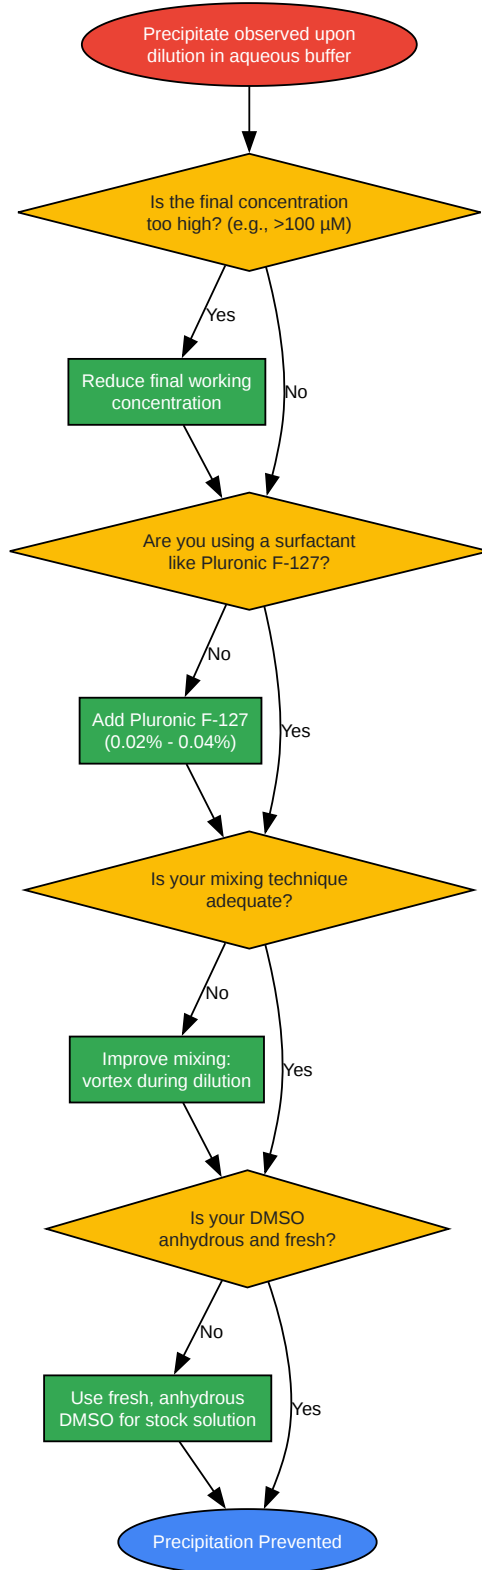 Precipitate observed upon
dilution in aqueous buffer
Is the final concentration
too high? (e.g., >100 µM)
Yes
Reduce final working
concentration
No
Are you using a surfactant
like Pluronic F-127?
No
Add Pluronic F-127
(0.02% - 0.04%)
Yes
Is your mixing technique
adequate?
No
Improve mixing:
vortex during dilution
Yes
Is your DMSO
anhydrous and fresh?
No
Use fresh, anhydrous
DMSO for stock solution
Yes
Precipitation Prevented